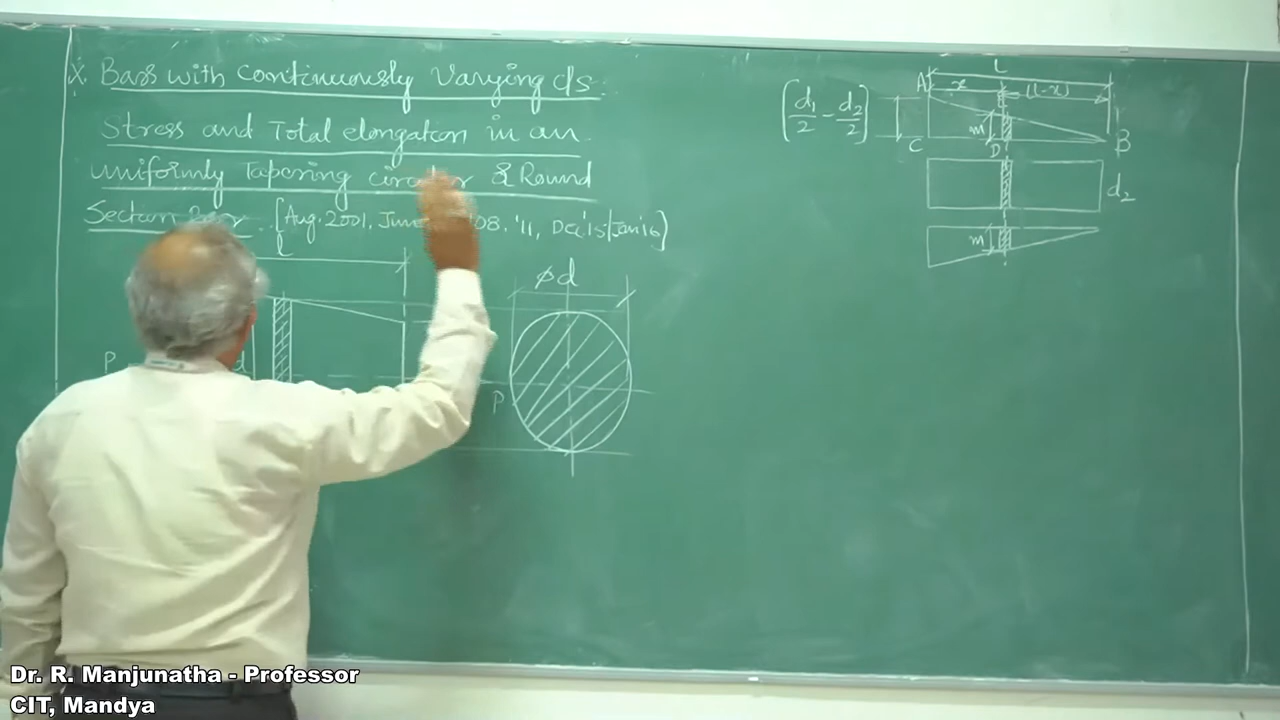 X. Bars with continuously Varying c/s.
Stress and Total elongation in an
uniformly Tapering circular & Round
Section Bar. [Aug. 2001, June 08, '11, Dec'15/Jan'16]
L
P
d
φd
P
[d₁/2 - d₂/2]
L
A x (L-x)
m
C D B
d₂
m
Dr. R. Manjunatha - Professor
CIT, Mandya